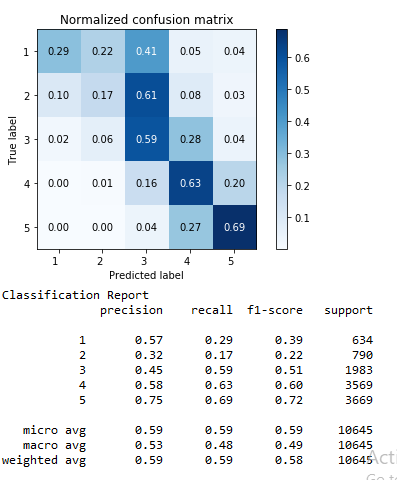 Normalized confusion matrix
1 0.29 0.22 0.41 0.05 0.04
2 0.10 0.17 0.61 0.08 0.03
3 0.02 0.06 0.59 0.28 0.04
4 0.00 0.01 0.16 0.63 0.20
5 0.00 0.00 0.04 0.27 0.69
1 2 3 4 5
True label
Predicted label
0.6
0.5
0.4
0.3
0.2
0.1
Classification Report
precision recall f1-score support
1 0.57 0.29 0.39 634
2 0.32 0.17 0.22 790
3 0.45 0.59 0.51 1983
4 0.58 0.63 0.60 3569
5 0.75 0.69 0.72 3669
micro avg 0.59 0.59 0.59 10645
macro avg 0.53 0.48 0.49 10645
weighted avg 0.59 0.59 0.58 10645